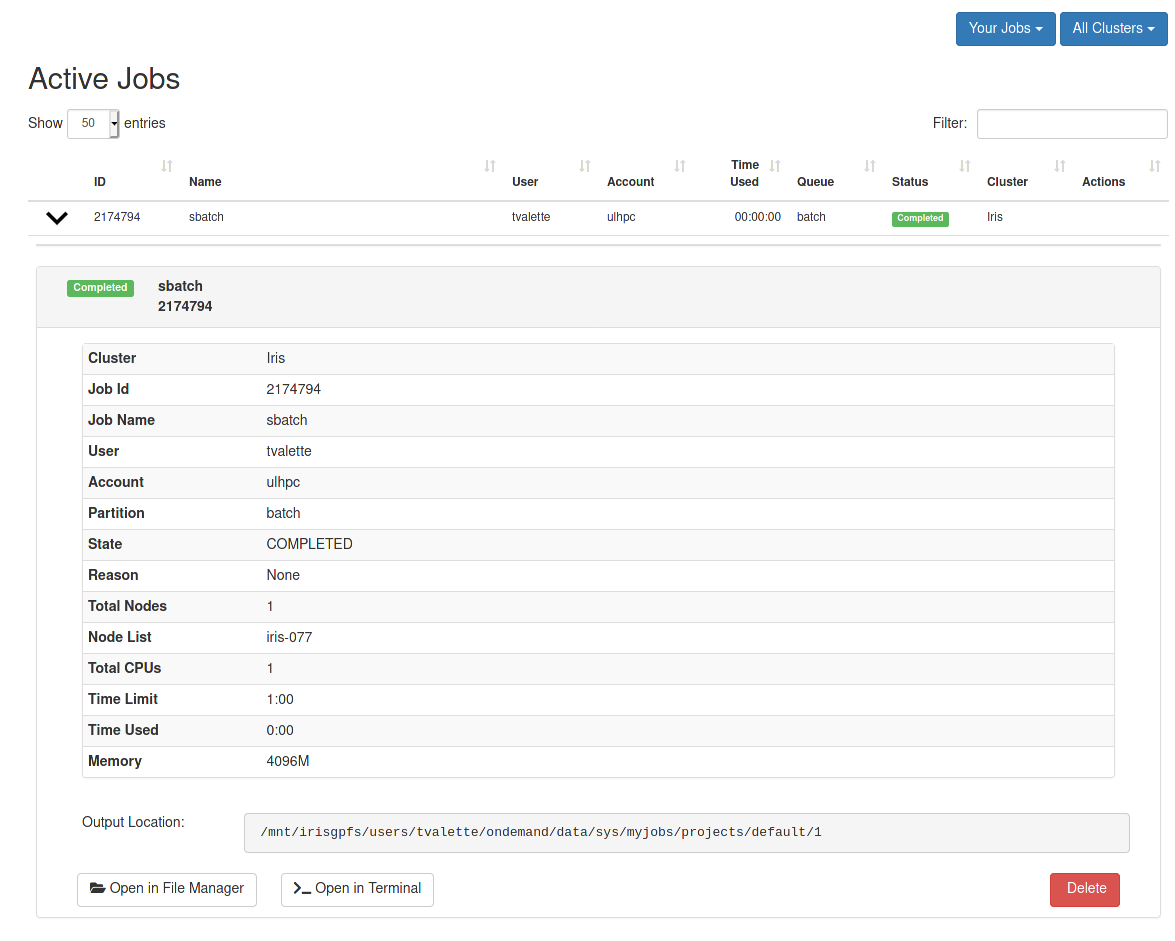 Your Jobs All Clusters
Active Jobs
Show 50 entries Filter:
ID Name User Account Time Used Queue Status Cluster Actions
2174794 sbatch tvalette ulhpc 00:00:00 batch Completed Iris
Completed sbatch
2174794
Cluster Iris
Job Id 2174794
Job Name sbatch
User tvalette
Account ulhpc
Partition batch
State COMPLETED
Reason None
Total Nodes 1
Node List iris-077
Total CPUs 1
Time Limit 1:00
Time Used 0:00
Memory 4096M
Output Location: /mnt/irisgpfs/users/tvalette/ondemand/data/sys/myjobs/projects/default/1
Open in File Manager Open in Terminal Delete